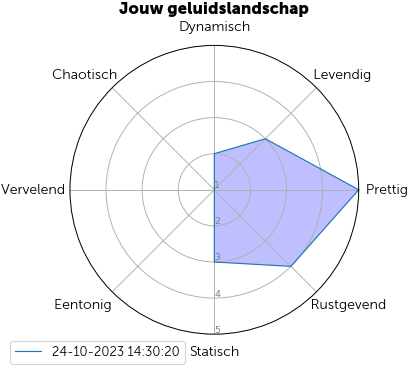 Jouw geluidslandschap
Dynamisch
Chaotisch
Levendig
Vervelend
1
Prettig
2
3
4
Eentonig
Rustgevend
5
24-10-2023 14:30:20
Statisch